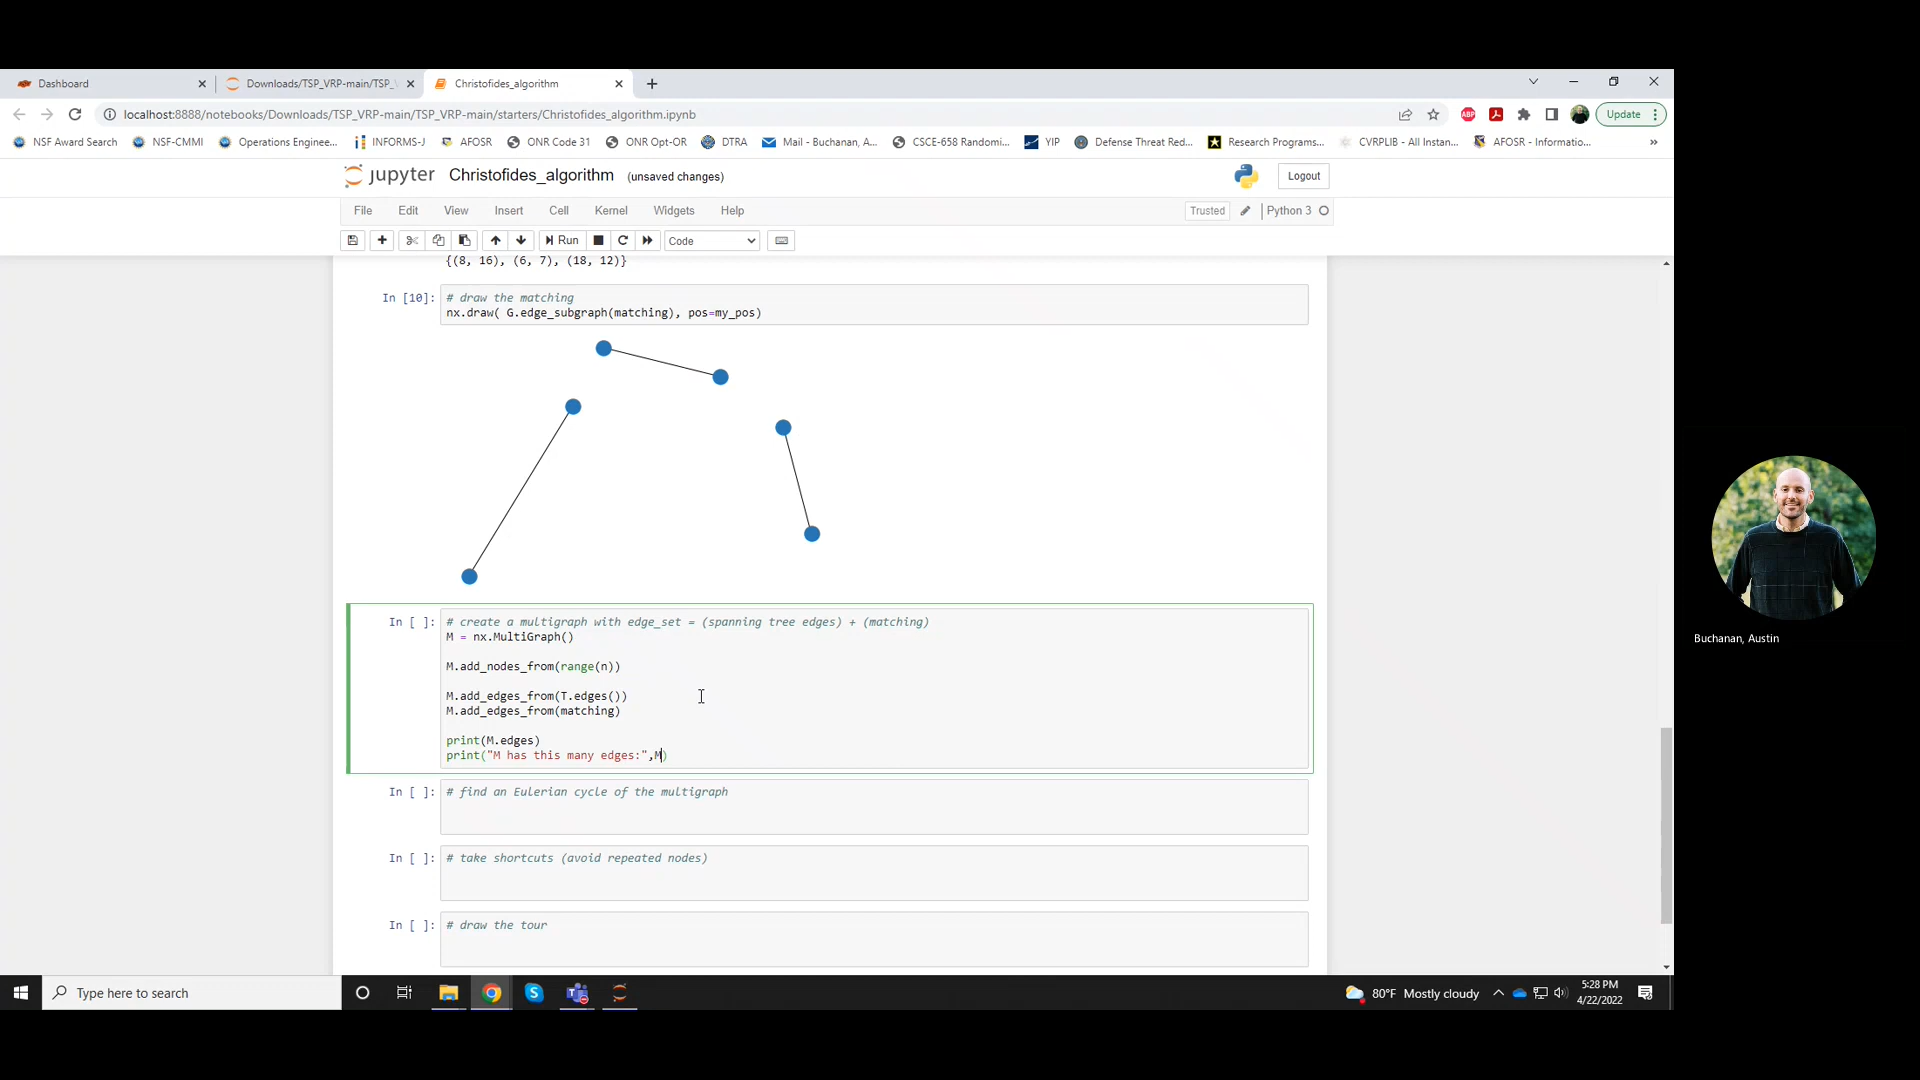 Dashboard
Downloads/TSP_VRP-main/TSP_V
Christofides_algorithm
localhost:8888/notebooks/Downloads/TSP_VRP-main/TSP_VRP-main/starters/Christofides_algorithm.ipynb
ABP
Update
NSF Award Search
NSF-CMMI
Operations Enginee...
INFORMS-J
AFOSR
ONR Code 31
ONR Opt-OR
DTRA
Mail - Buchanan, A...
CSCE-658 Randomi...
YIP
Defense Threat Red...
Research Programs...
CVRPLIB - All Instan...
AFOSR - Informatio...
»
jupyter Christofides_algorithm (unsaved changes)
Logout
File Edit View Insert Cell Kernel Widgets Help
Trusted
Python 3
Run
Code
{(8, 16), (6, 7), (18, 12)}
In [10]: # draw the matching
nx.draw( G.edge_subgraph(matching), pos=my_pos)
In [ ]: # create a multigraph with edge_set = (spanning tree edges) + (matching)
M = nx.MultiGraph()
M.add_nodes_from(range(n))
M.add_edges_from(T.edges())
M.add_edges_from(matching)
print(M.edges)
print("M has this many edges:",M)
In [ ]: # find an Eulerian cycle of the multigraph
In [ ]: # take shortcuts (avoid repeated nodes)
In [ ]: # draw the tour
Buchanan, Austin
Type here to search
80°F Mostly cloudy
5:28 PM
4/22/2022